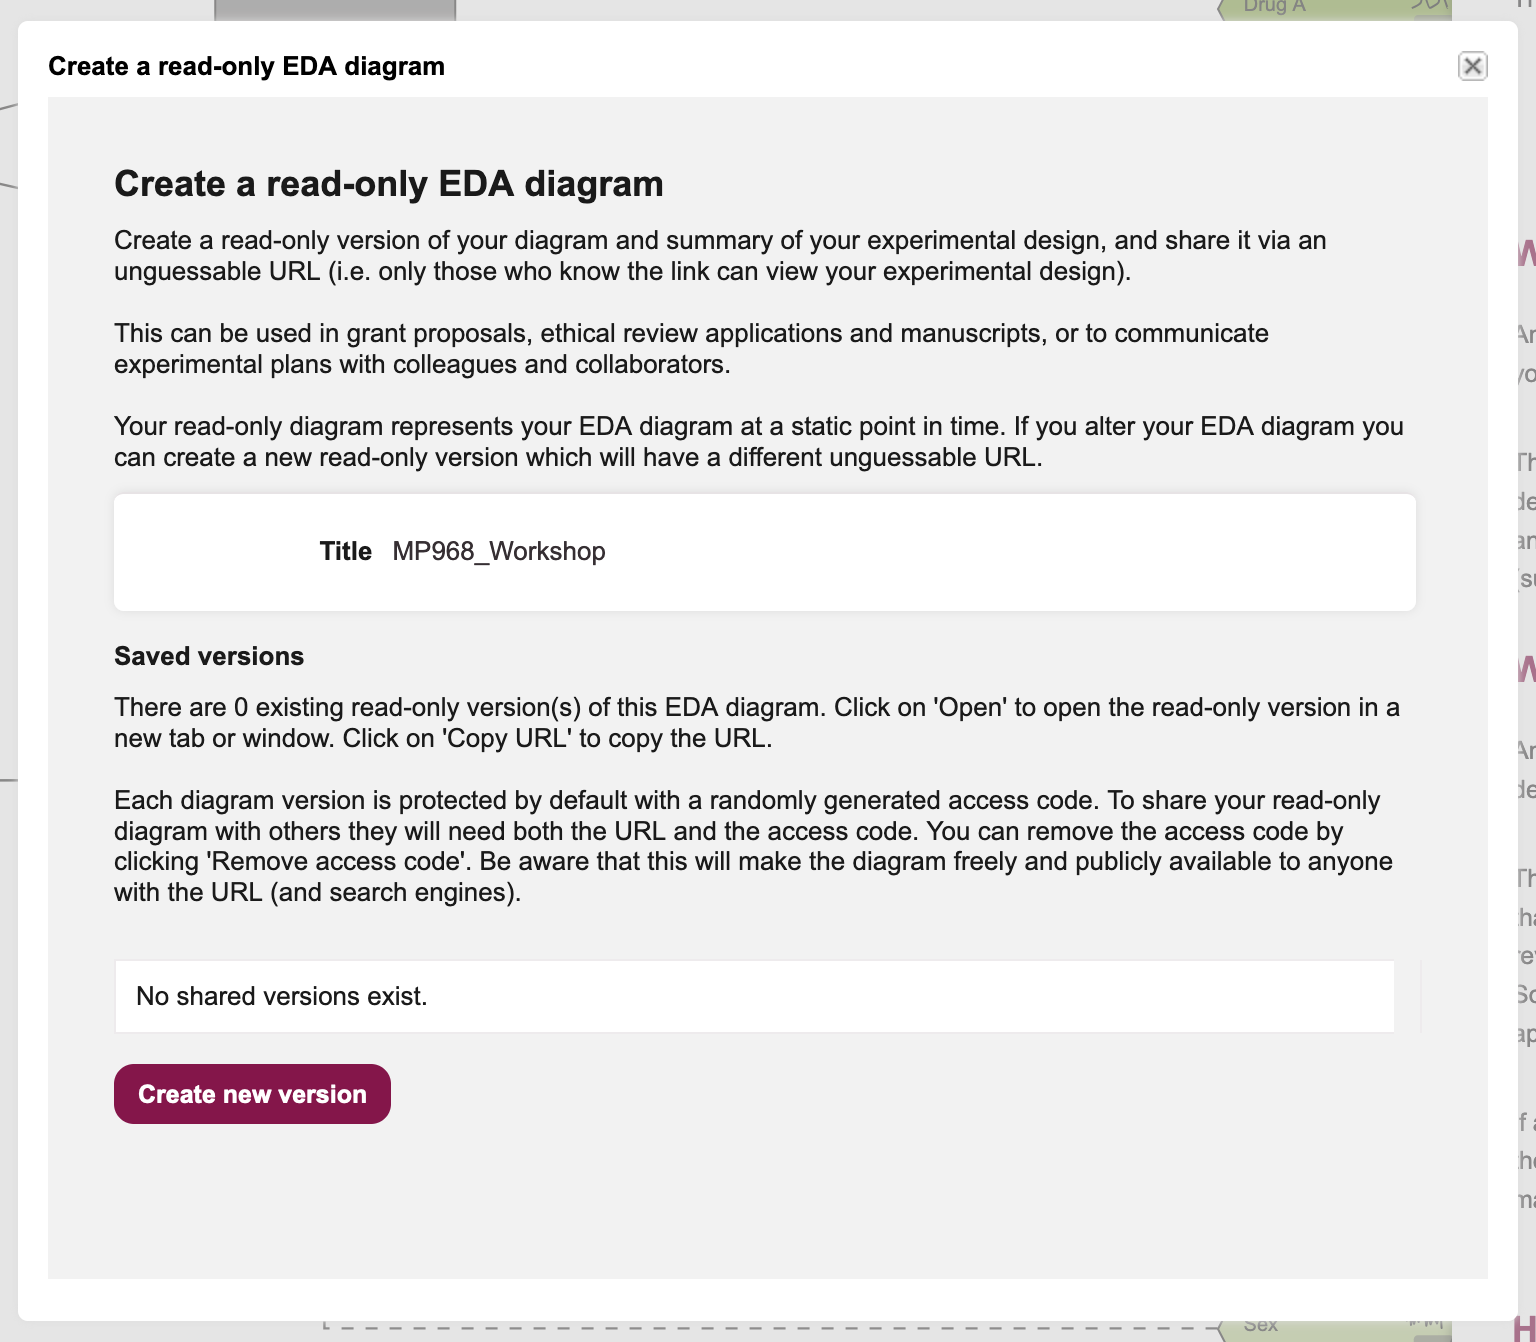 Drug A
Create a read-only EDA diagram
Create a read-only EDA diagram
Create a read-only version of your diagram and summary of your experimental design, and share it via an
unguessable URL (i.e. only those who know the link can view your experimental design).
This can be used in grant proposals, ethical review applications and manuscripts, or to communicate
experimental plans with colleagues and collaborators.
Your read-only diagram represents your EDA diagram at a static point in time. If you alter your EDA diagram you
can create a new read-only version which will have a different unguessable URL.
Title MP968_Workshop
Saved versions
There are 0 existing read-only version(s) of this EDA diagram. Click on 'Open' to open the read-only version in a
new tab or window. Click on 'Copy URL' to copy the URL.
Each diagram version is protected by default with a randomly generated access code. To share your read-only
diagram with others they will need both the URL and the access code. You can remove the access code by
clicking 'Remove access code'. Be aware that this will make the diagram freely and publicly available to anyone
with the URL (and search engines).
No shared versions exist.
Create new version
Sex